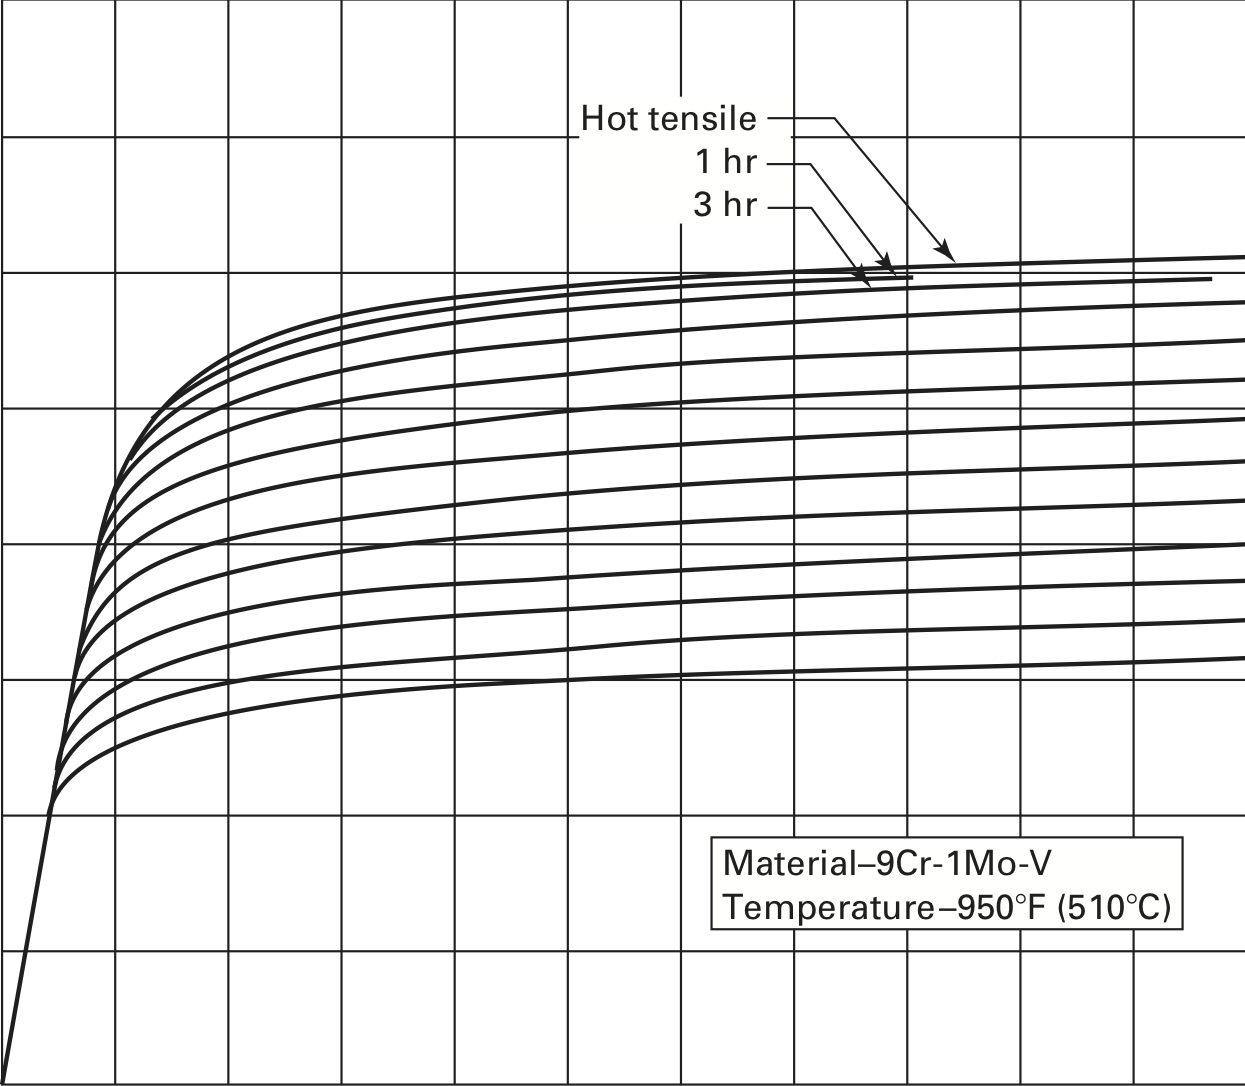 Hot tensile
1 hr
3 hr
Material–9Cr-1Mo-V
Temperature–950°F (510°C)